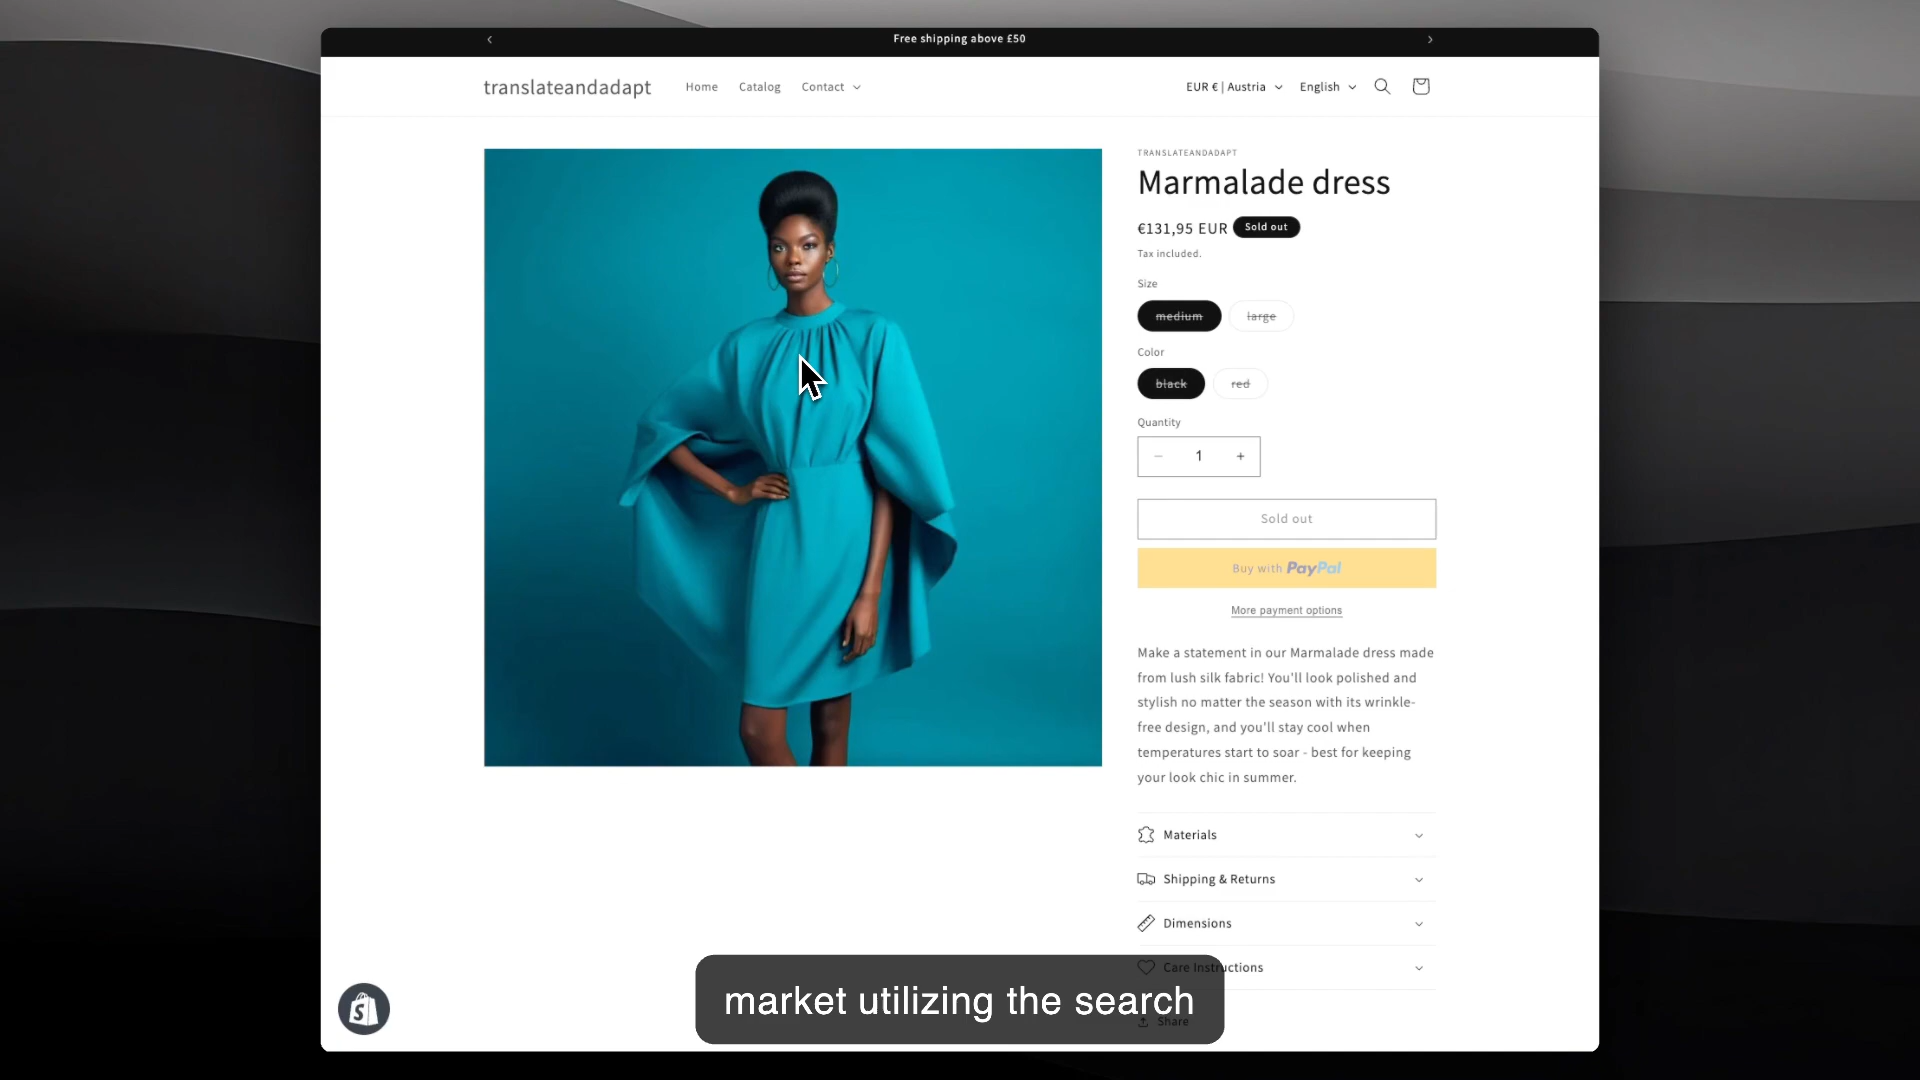 Free shipping above £50
translateandadapt
Home
Catalog
Contact
EUR € | Austria
English
TRANSLATEANDADAPT
Marmalade dress
€131,95 EUR
Sold out
Tax included.
Size
medium
large
Color
black
red
Quantity
1
Sold out
Buy with PayPal
More payment options
Make a statement in our Marmalade dress made
from lush silk fabric! You'll look polished and
stylish no matter the season with its wrinkle-
free design, and you'll stay cool when
temperatures start to soar - best for keeping
your look chic in summer.
Materials
Shipping & Returns
Dimensions
Care Instructions
market utilizing the search
Share